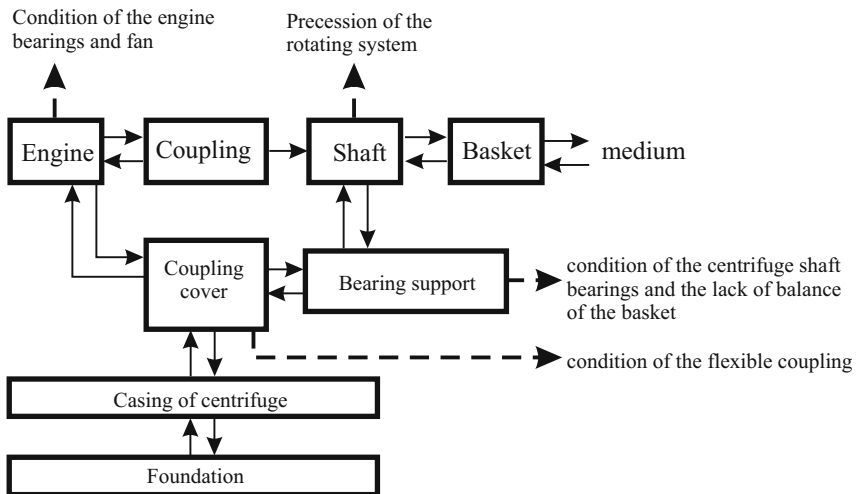 Condition of the engine
bearings and fan
Precession of the
rotating system
Engine
Coupling
Shaft
Basket
medium
Coupling
cover
Bearing support
condition of the centrifuge shaft
bearings and the lack of balance
of the basket
condition of the flexible coupling
Casing of centrifuge
Foundation